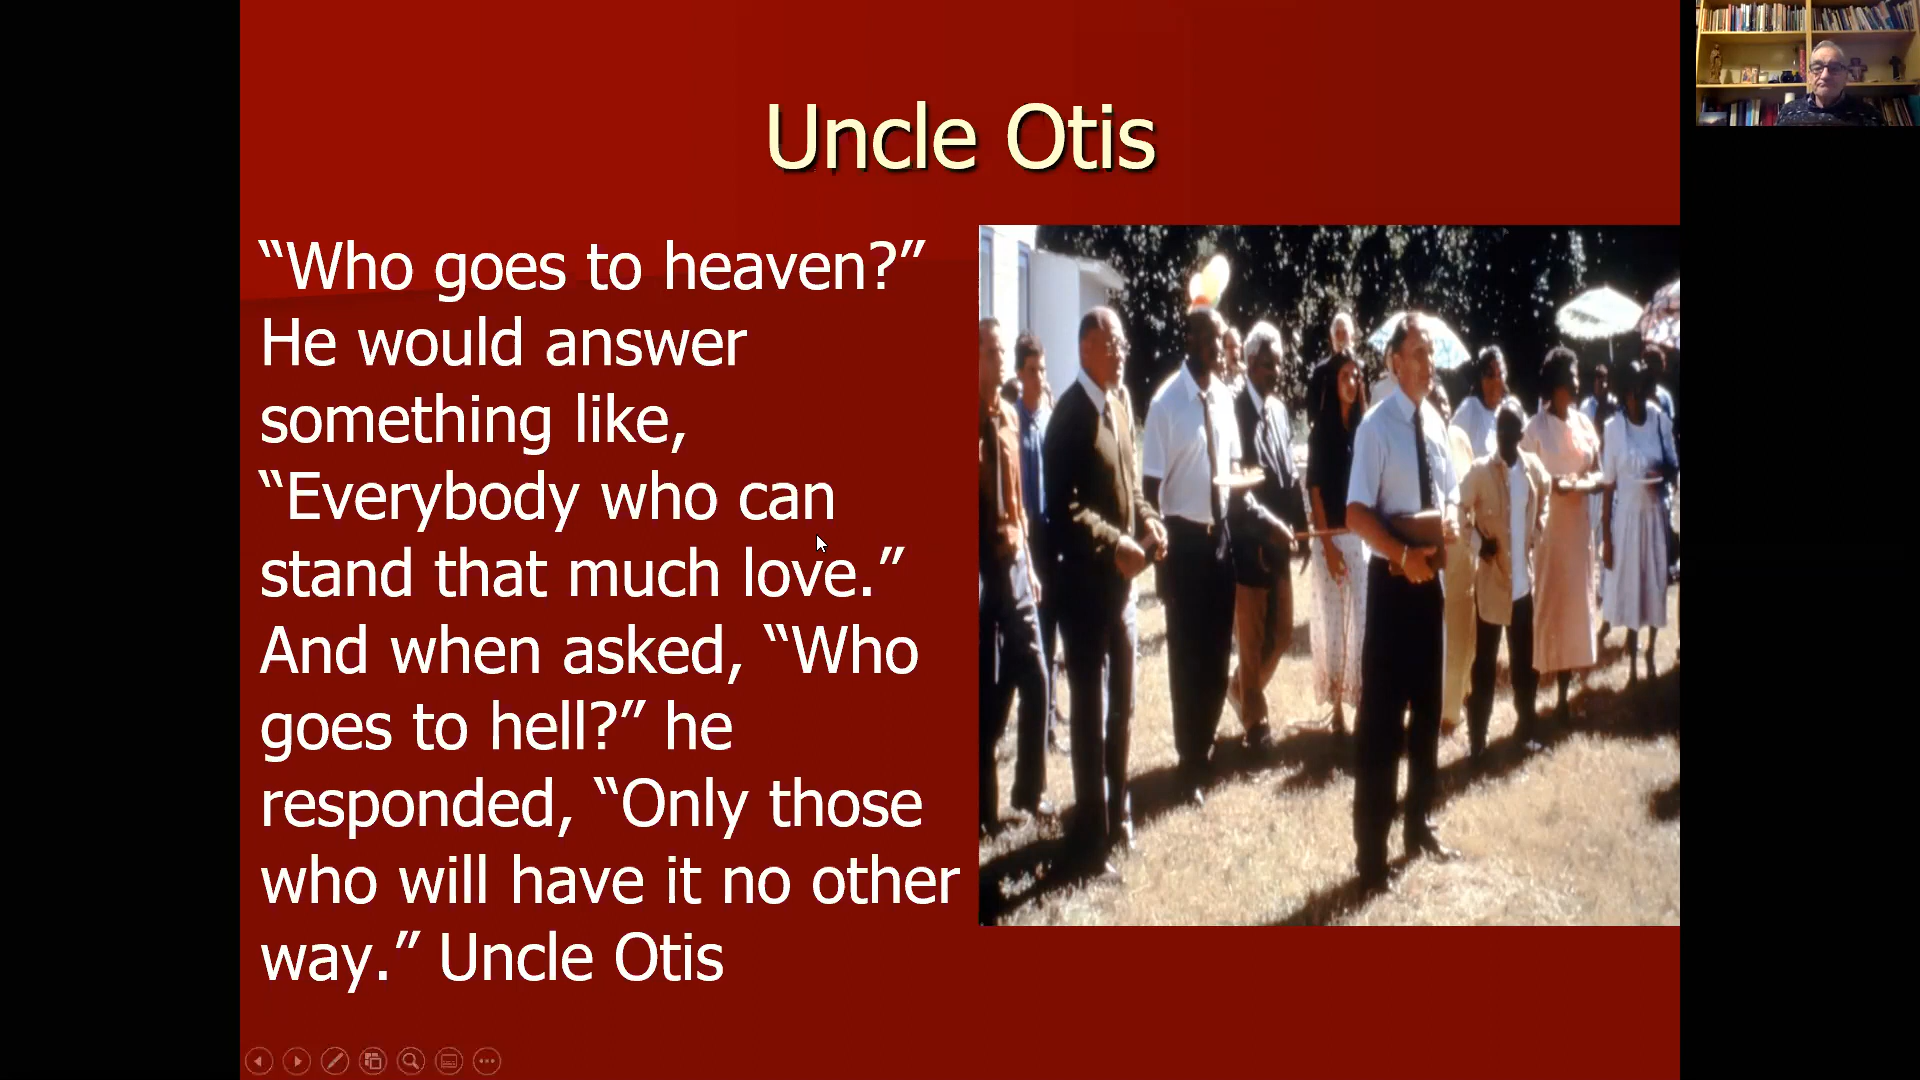 Uncle Otis
“Who goes to heaven?”
He would answer
something like,
“Everybody who can
stand that much love.”
And when asked, “Who
goes to hell?” he
responded, “Only those
who will have it no other
way.” Uncle Otis